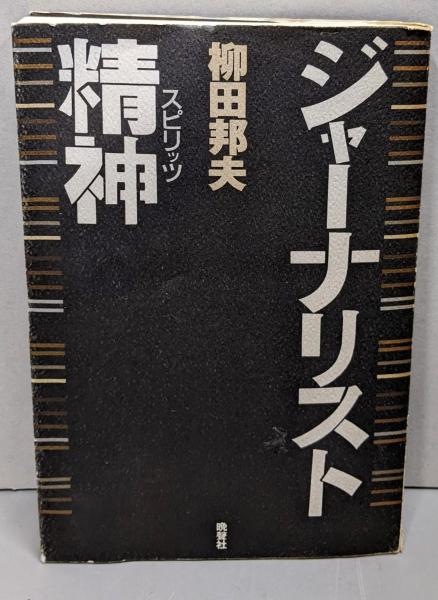 ジャーナリスト
柳田邦夫
スピリッツ
精神
晩聲社